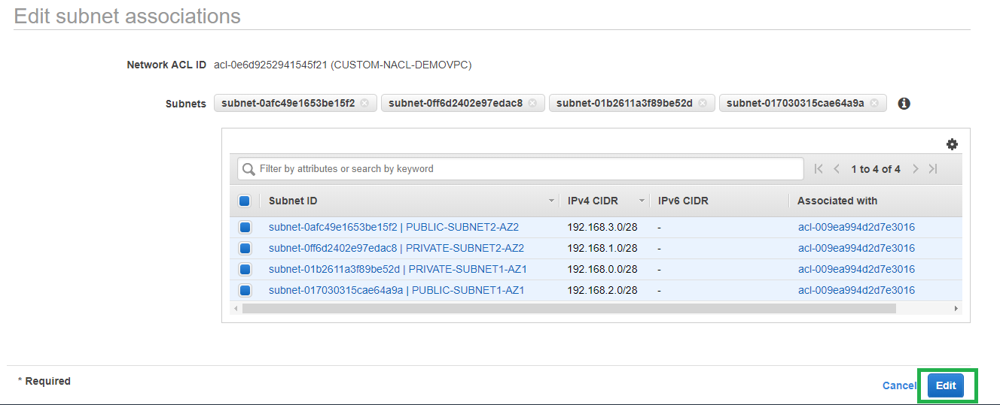 Edit subnet associations
Network ACL ID acl-0e6d9252941545f21 (CUSTOM-NACL-DEMOVPC)
Subnets subnet-0afc49e1653be15f2 subnet-0ff6d2402e97edac8 subnet-01b2611a3f89be52d subnet-017030315cae64a9a
Filter by attributes or search by keyword 1 to 4 of 4
Subnet ID IPv4 CIDR IPv6 CIDR Associated with
subnet-0afc49e1653be15f2 | PUBLIC-SUBNET2-AZ2 192.168.3.0/28 - acl-009ea994d2d7e3016
subnet-0ff6d2402e97edac8 | PRIVATE-SUBNET2-AZ2 192.168.1.0/28 - acl-009ea994d2d7e3016
subnet-01b2611a3f89be52d | PRIVATE-SUBNET1-AZ1 192.168.0.0/28 - acl-009ea994d2d7e3016
subnet-017030315cae64a9a | PUBLIC-SUBNET1-AZ1 192.168.2.0/28 - acl-009ea994d2d7e3016
* Required
Cancel Edit